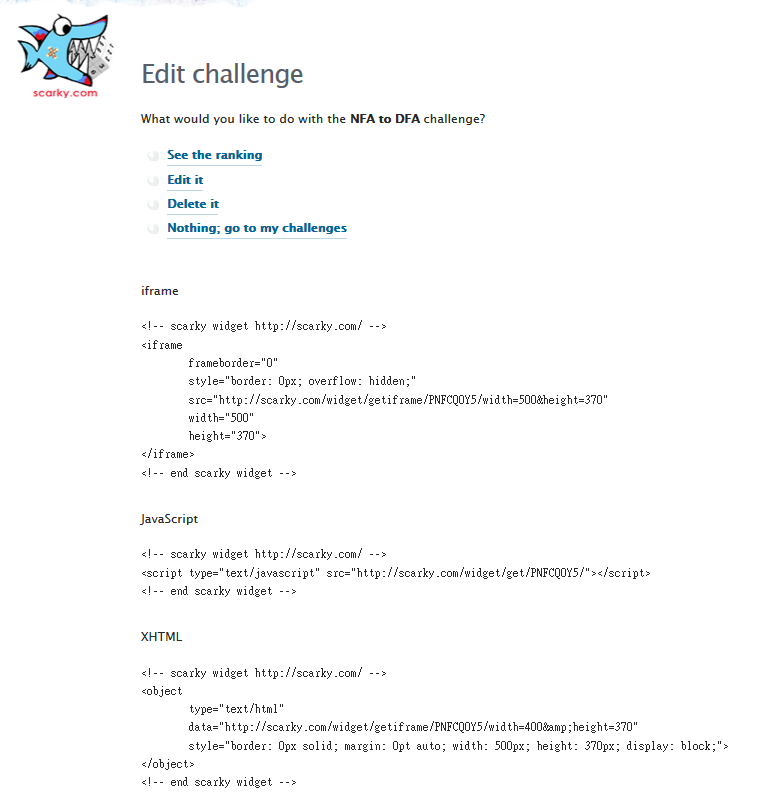 scarky.com
Edit challenge
What would you like to do with the NFA to DFA challenge?
See the ranking
Edit it
Delete it
Nothing; go to my challenges
iframe
<!-- scarky widget http://scarky.com/ -->
<iframe
frameborder="0"
style="border: 0px; overflow: hidden;"
src="http://scarky.com/widget/getiframe/PNFCQOY5/width=500&height=370"
width="500"
height="370">
</iframe>
<!-- end scarky widget -->
JavaScript
<!-- scarky widget http://scarky.com/ -->
<script type="text/javascript" src="http://scarky.com/widget/get/PNFCQOY5/"></script>
<!-- end scarky widget -->
XHTML
<!-- scarky widget http://scarky.com/ -->
<object
type="text/html"
data="http://scarky.com/widget/getiframe/PNFCQOY5/width=400&amp;height=370"
style="border: 0px solid; margin: 0pt auto; width: 500px; height: 370px; display: block;">
</object>
<!-- end scarky widget -->